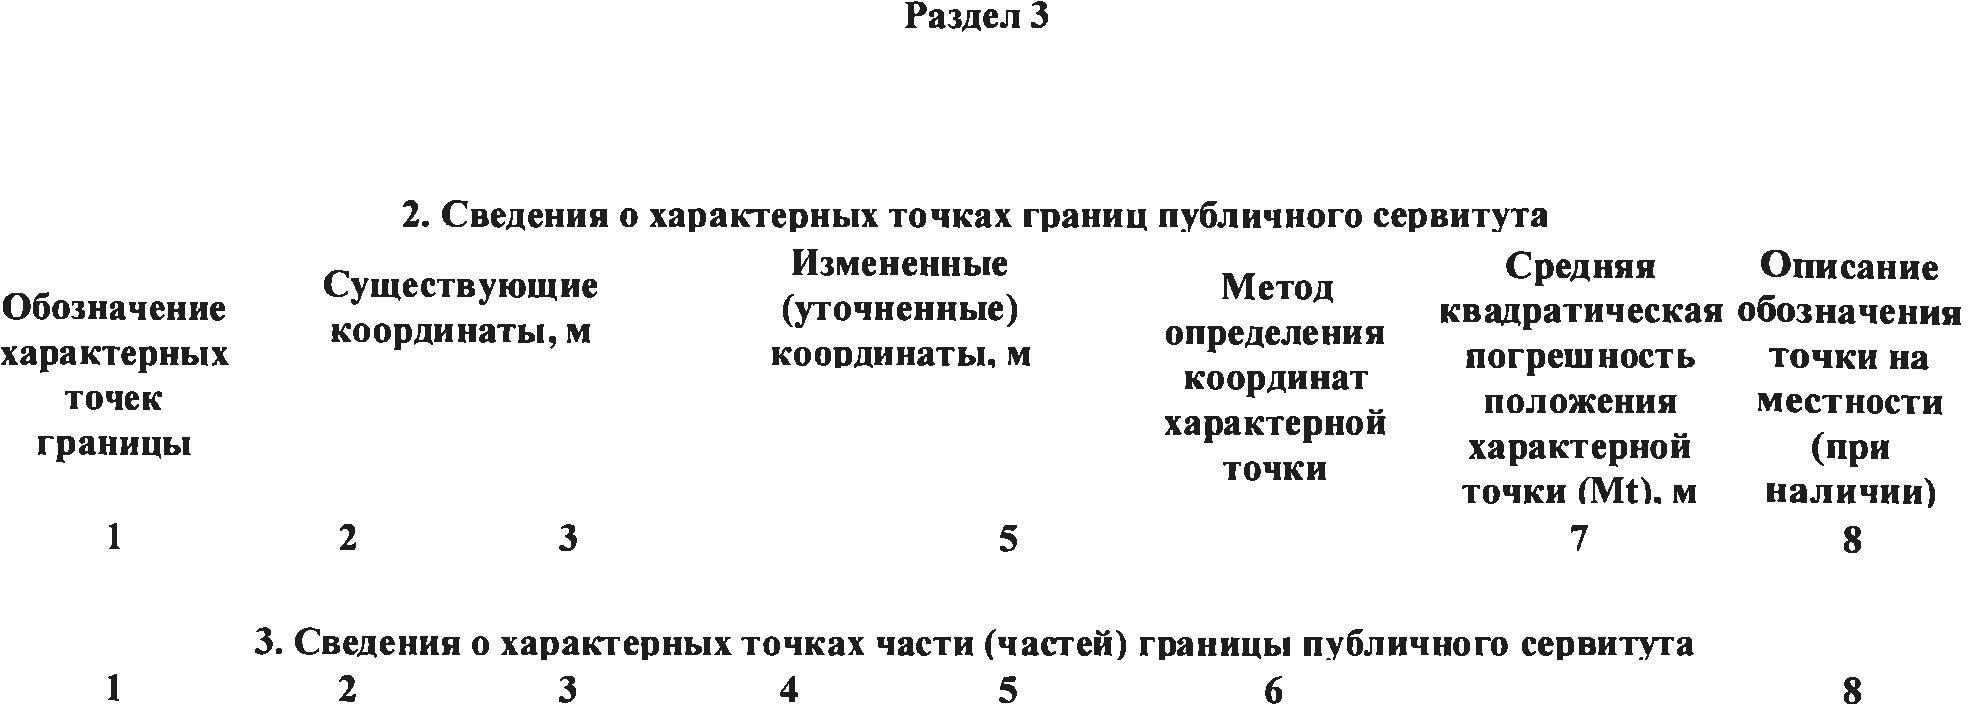 Раздел 3
2. Сведения о характерных точках границ публичного сервитута
Обозначение
характерных
точек
границы
Существующие
координаты, м
Измененные
(уточненные)
координаты, м
Метод
определения
координат
характерной
точки
Средняя
квадратическая
погрешность
положения
характерной
точки (Mt), м
Описание
обозначения
точки на
местности
(при
наличии)
1 2 3 5 7 8
3. Сведения о характерных точках части (частей) границы публичного сервитута
1 2 3 4 5 6 8